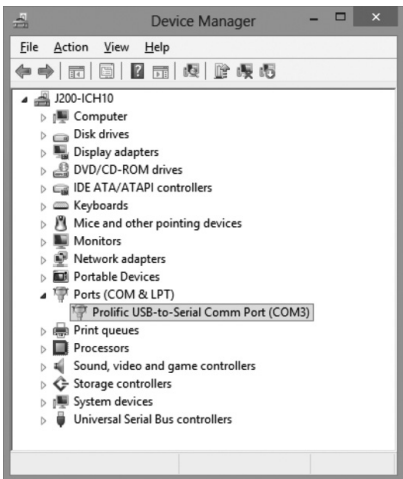 Device Manager
File Action View Help
J200-ICH10
Computer
Disk drives
Display adapters
DVD/CD-ROM drives
IDE ATA/ATAPI controllers
Keyboards
Mice and other pointing devices
Monitors
Network adapters
Portable Devices
Ports (COM & LPT)
Prolific USB-to-Serial Comm Port (COM3)
Print queues
Processors
Sound, video and game controllers
Storage controllers
System devices
Universal Serial Bus controllers